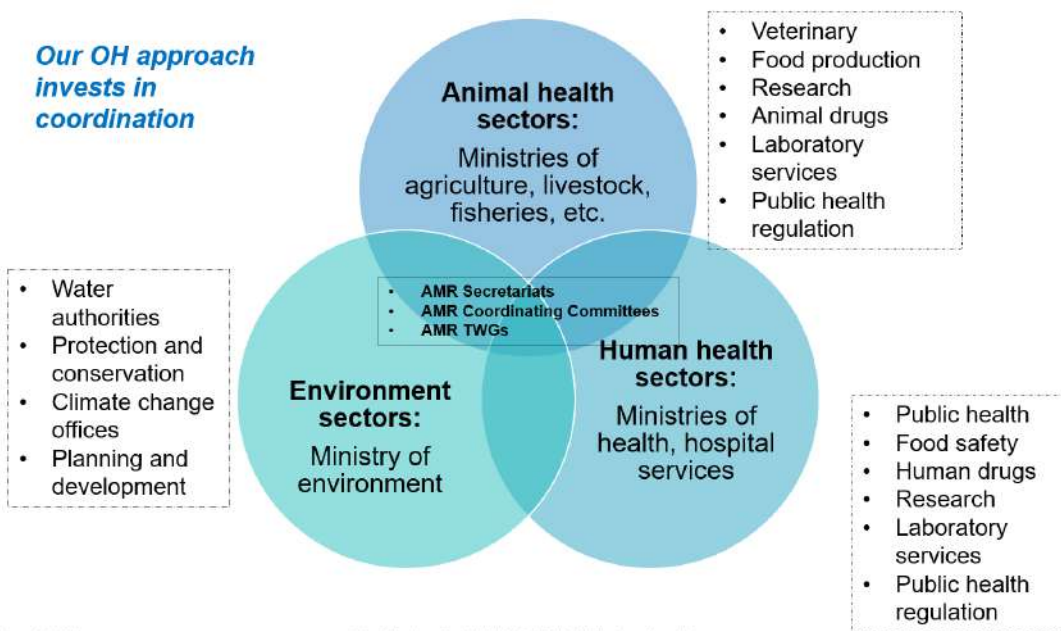 Our OH approach
invests in
coordination
Animal health
sectors:
Ministries of
agriculture, livestock,
fisheries, etc.
• Veterinary
• Food production
• Research
• Animal drugs
• Laboratory
services
• Public health
regulation
• Water
authorities
• Protection and
conservation
• Climate change
offices
• Planning and
development
• AMR Secretariats
• AMR Coordinating Committees
• AMR TWGs
Environment
sectors:
Ministry of
environment
Human health
sectors:
Ministries of
health, hospital
services
• Public health
• Food safety
• Human drugs
• Research
• Laboratory
services
• Public health
regulation